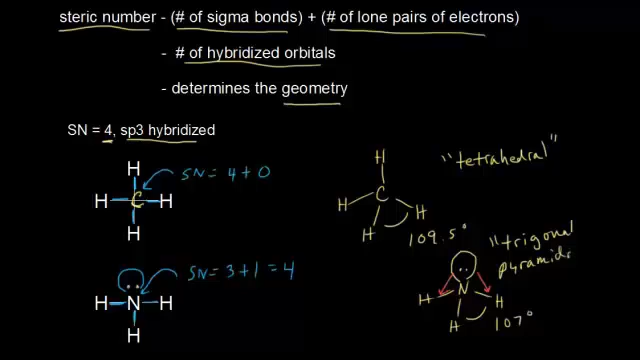 steric number - (# of sigma bonds) + (# of lone pairs of electrons)
- # of hybridized orbitals
- determines the geometry
SN = 4, sp3 hybridized
H
H C H
H
SN = 4 + 0
H
C
H H
H
109.5°
"tetrahedral"
H N H
H
SN = 3 + 1 = 4
"trigonal
pyramida
N
H H
H
107°